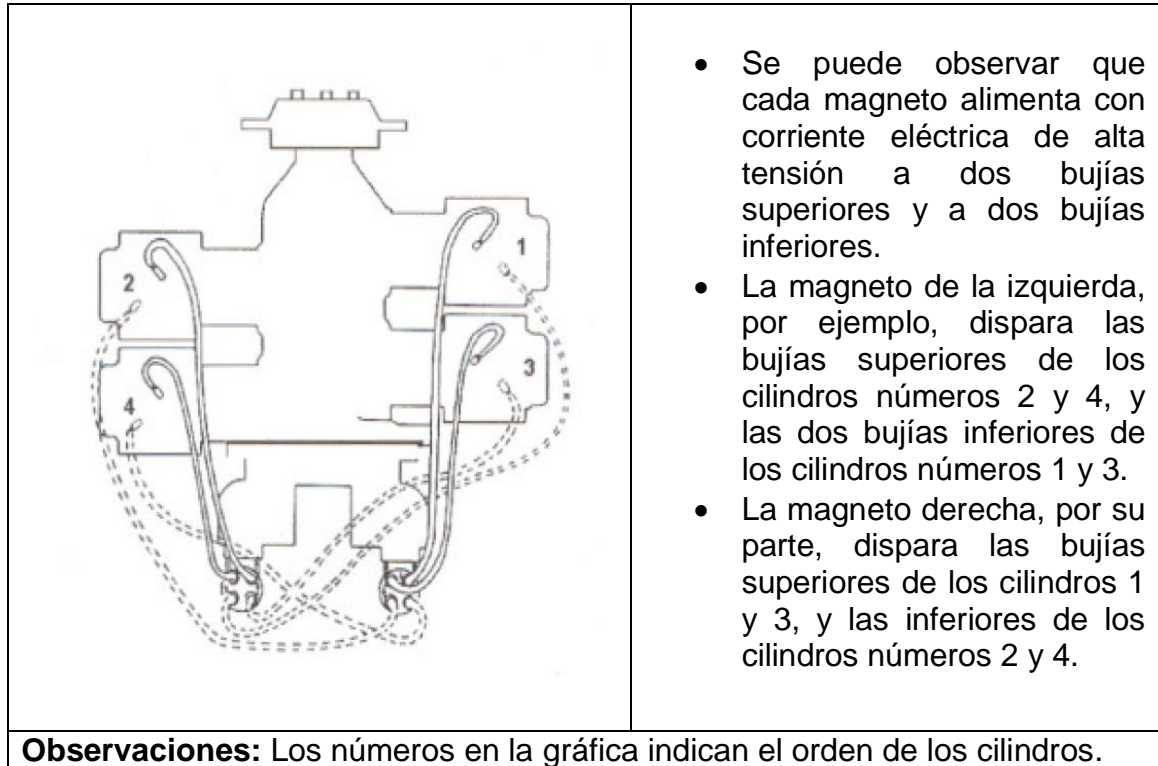 1
2
3
4
• Se puede observar que
cada magneto alimenta con
corriente eléctrica de alta
tensión a dos bujías
superiores y a dos bujías
inferiores.
• La magneto de la izquierda,
por ejemplo, dispara las
bujías superiores de los
cilindros números 2 y 4, y
las dos bujías inferiores de
los cilindros números 1 y 3.
• La magneto derecha, por su
parte, dispara las bujías
superiores de los cilindros 1
y 3, y las inferiores de los
cilindros números 2 y 4.
Observaciones: Los números en la gráfica indican el orden de los cilindros.